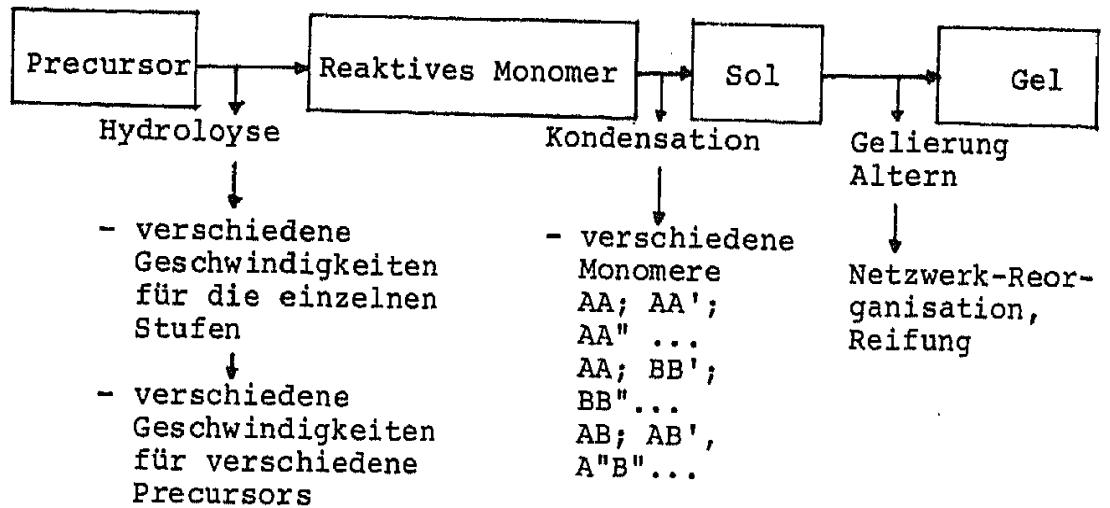 Precursor
Reaktives Monomer
Sol
Gel
Hydroloyse
- verschiedene
Geschwindigkeiten
für die einzelnen
Stufen
- verschiedene
Geschwindigkeiten
für verschiedene
Precursors
Kondensation
- verschiedene
Monomere
AA; AA';
AA" ...
AA; BB';
BB"...
AB; AB',
A"B"...
Gelierung
Altern
Netzwerk-Reor-
ganisation,
Reifung